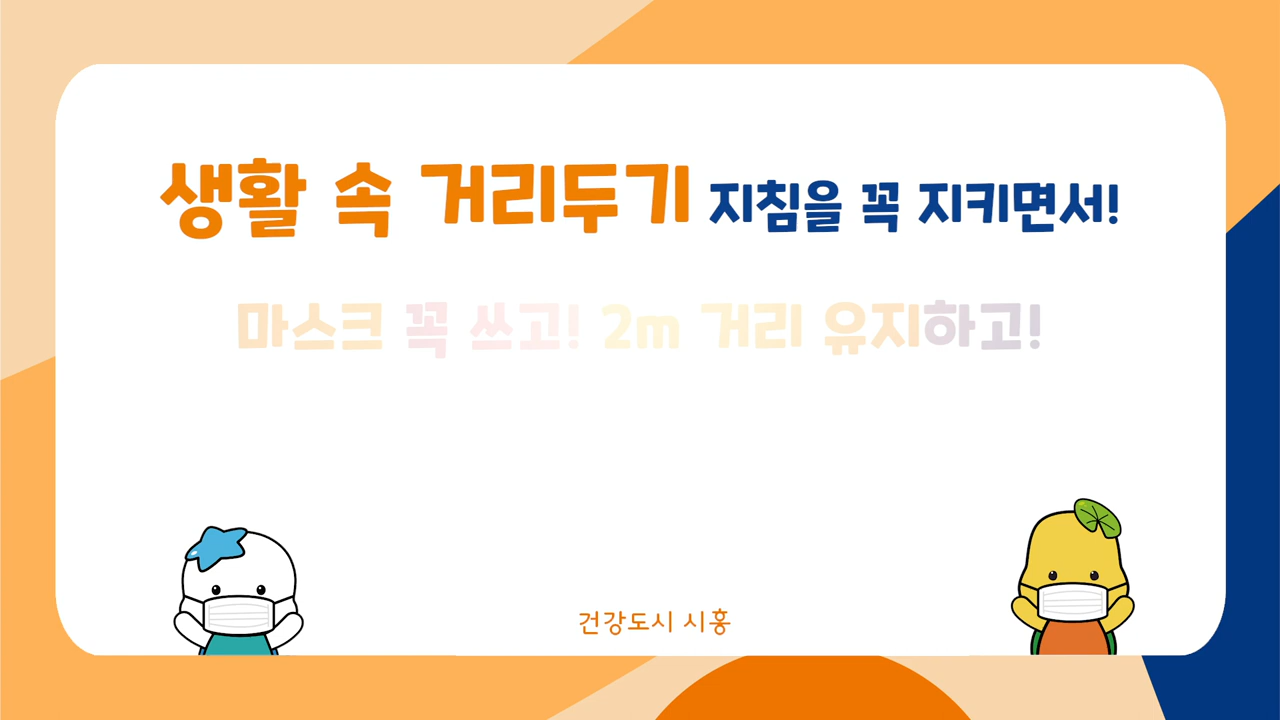 생활 속 거리두기 지침을 꼭 지키면서!
마스크 꼭 쓰고! 2m 거리 유지하고!
건강도시 시흥